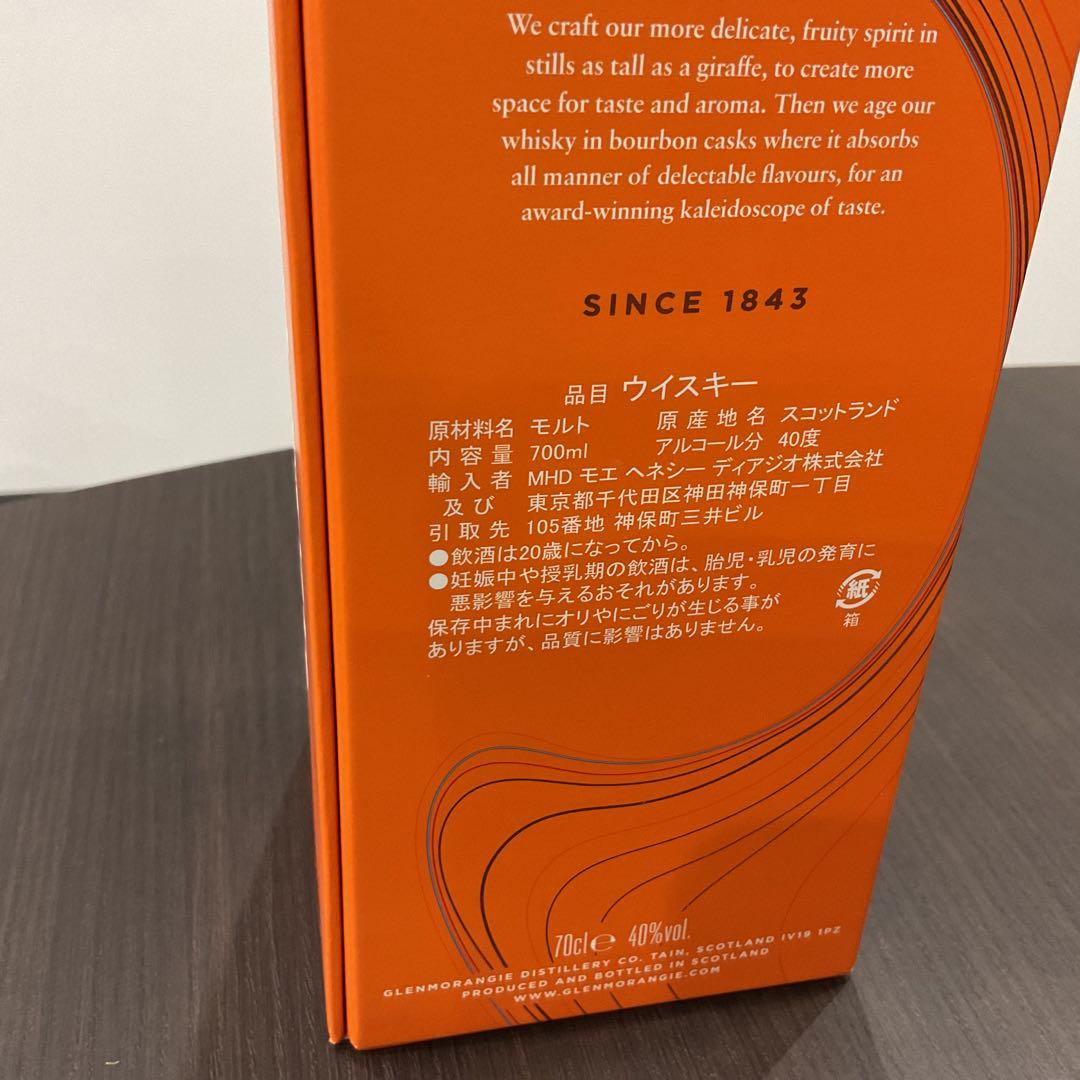 We craft our more delicate, fruity spirit in
stills as tall as a giraffe, to create more
space for taste and aroma. Then we age our
whisky in bourbon casks where it absorbs
all manner of delectable flavours, for an
award-winning kaleidoscope of taste.
SINCE 1843
品目 ウイスキー
原材料名 モルト 原産地名 スコットランド
内容量 700ml アルコール分 40度
輸入者 MHD モエ ヘネシー ディアジオ株式会社
及び 東京都千代田区神田神保町一丁目
引取先 105番地 神保町三井ビル
●飲酒は20歳になってから。
●妊娠中や授乳期の飲酒は、胎児・乳児の発育に
悪影響を与えるおそれがあります。
保存中まれにオリやにごりが生じる事が
ありますが、品質に影響はありません。
紙
箱
70cl e 40%vol.
GLENMORANGIE DISTILLERY CO. TAIN, SCOTLAND IV19 1PZ
PRODUCED AND BOTTLED IN SCOTLAND
WWW.GLENMORANGIE.COM